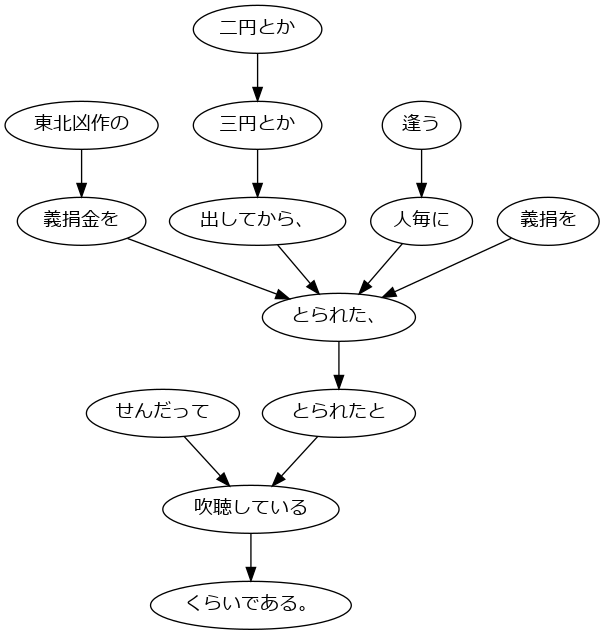 二円とか
東北凶作の
三円とか
逢う
義捐金を
出してから、
人毎に
義捐を
とられた、
せんだって
とられたと
吹聴している
くらいである。